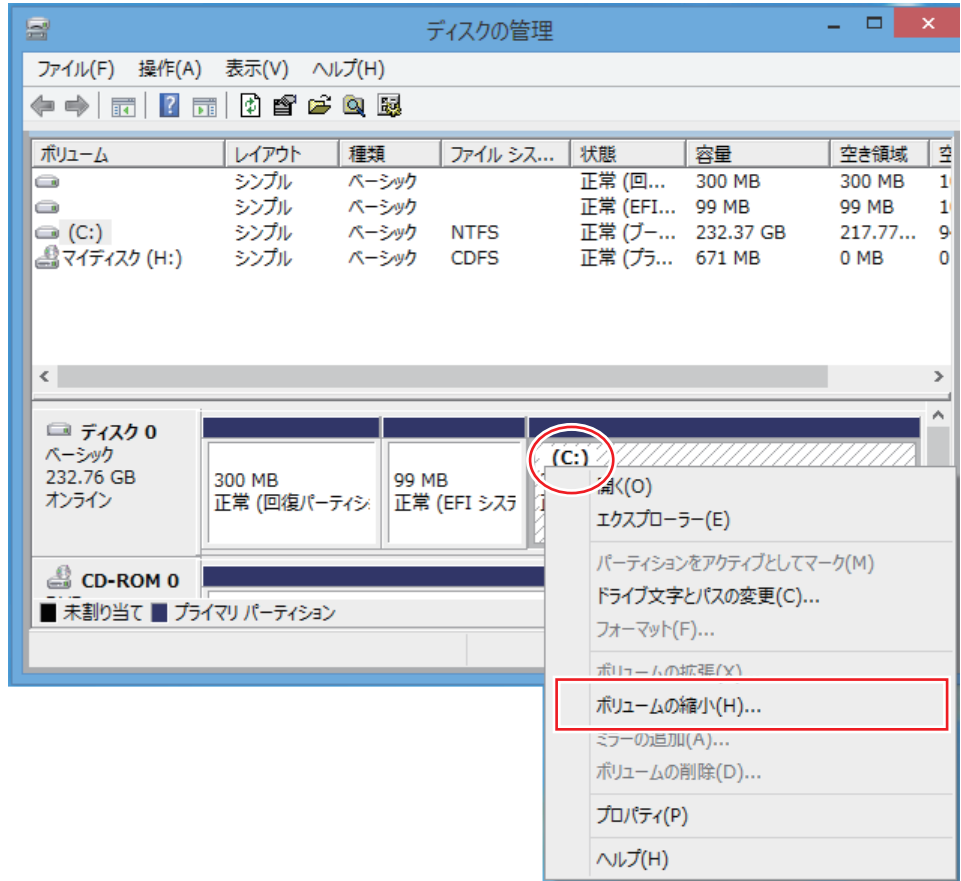 ディスクの管理
ファイル(F) 操作(A) 表示(V) ヘルプ(H)
ボリューム レイアウト 種類 ファイル シス... 状態 容量 空き領域 空
シンプル ベーシック 正常 (回... 300 MB 300 MB 1
シンプル ベーシック 正常 (EFI... 99 MB 99 MB 1
(C:) シンプル ベーシック NTFS 正常 (ブー... 232.37 GB 217.77... 9
マイディスク (H:) シンプル ベーシック CDFS 正常 (プラ... 671 MB 0 MB 0
ディスク 0
ベーシック
232.76 GB
オンライン
300 MB
正常 (回復パーティシ
99 MB
正常 (EFI システ
(C:)
CD-ROM 0
未割り当て プライマリ パーティション
開く(O)
エクスプローラー(E)
パーティションをアクティブとしてマーク(M)
ドライブ文字とパスの変更(C)...
フォーマット(F)...
ボリュームの拡張(X)
ボリュームの縮小(H)...
ミラーの追加(A)...
ボリュームの削除(D)...
プロパティ(P)
ヘルプ(H)